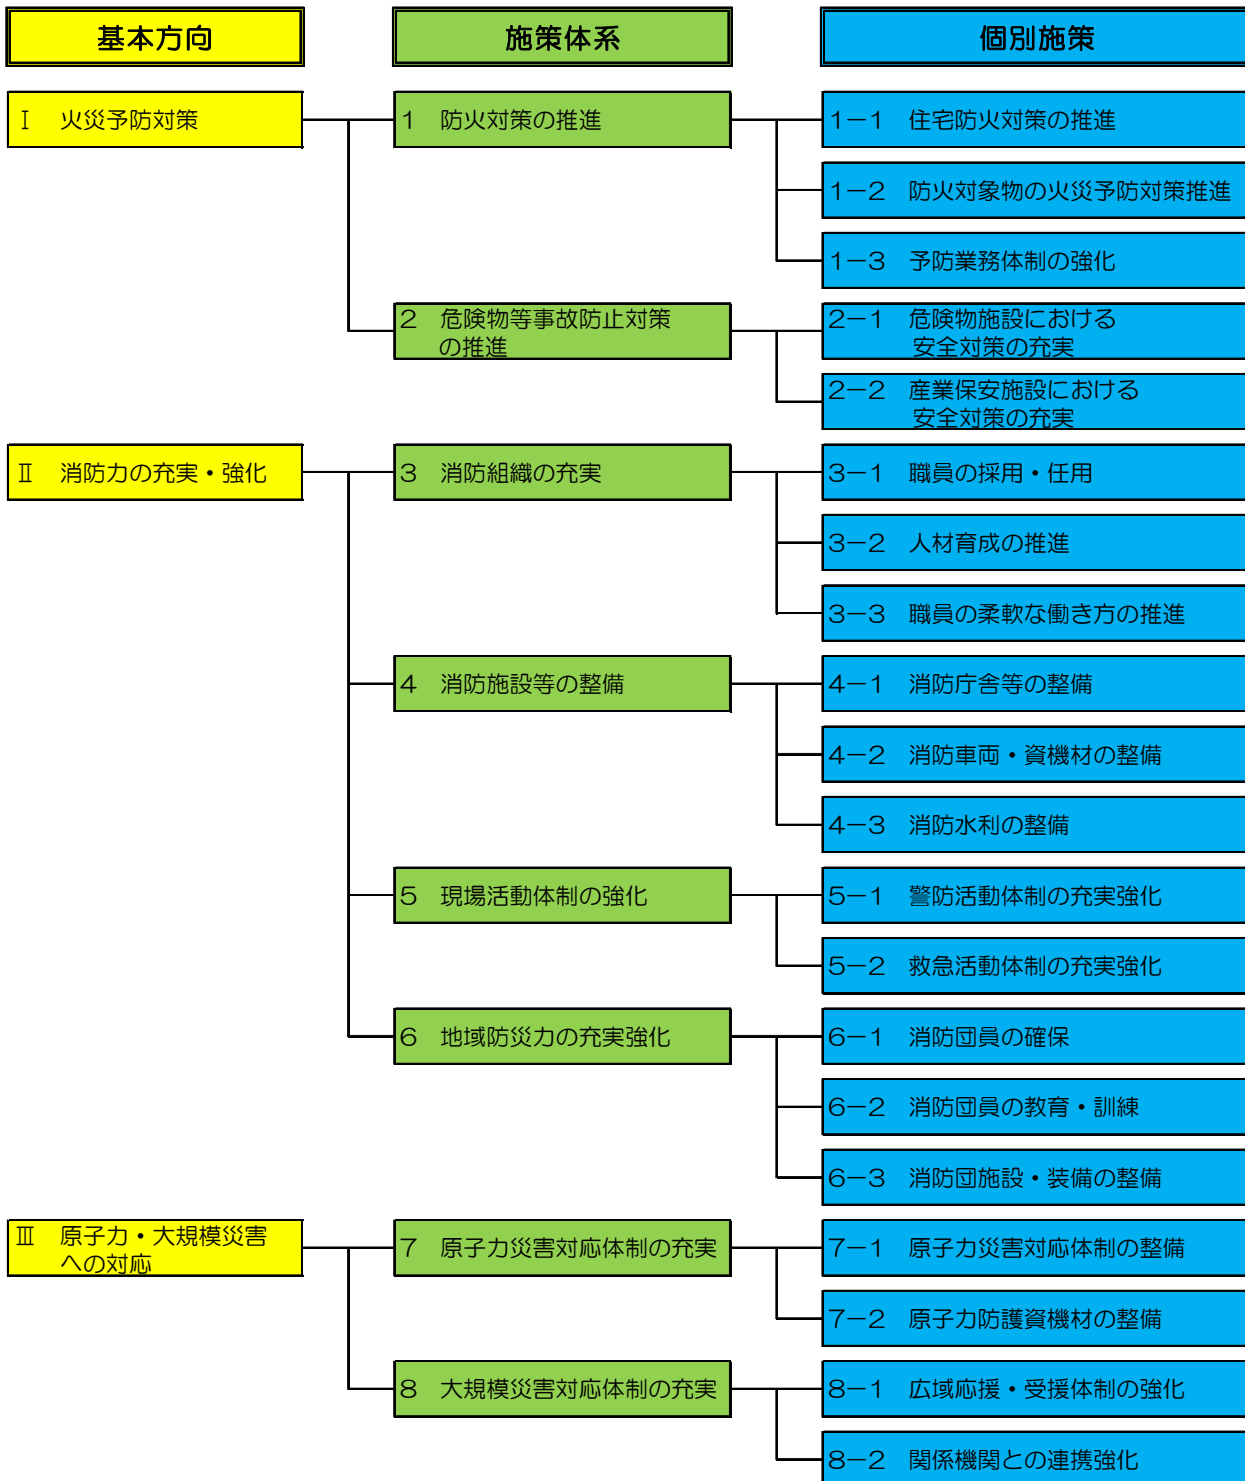 基本方向
施策体系
個別施策
Ⅰ　火災予防対策
1　防火対策の推進
1－1　住宅防火対策の推進
1－2　防火対象物の火災予防対策推進
1－3　予防業務体制の強化
2　危険物等事故防止対策
の推進
2－1　危険物施設における
安全対策の充実
2－2　産業保安施設における
安全対策の充実
Ⅱ　消防力の充実・強化
3　消防組織の充実
3－1　職員の採用・任用
3－2　人材育成の推進
3－3　職員の柔軟な働き方の推進
4　消防施設等の整備
4－1　消防庁舎等の整備
4－2　消防車両・資機材の整備
4－3　消防水利の整備
5　現場活動体制の強化
5－1　警防活動体制の充実強化
5－2　救急活動体制の充実強化
6　地域防災力の充実強化
6－1　消防団員の確保
6－2　消防団員の教育・訓練
6－3　消防団施設・装備の整備
Ⅲ　原子力・大規模災害
への対応
7　原子力災害対応体制の充実
7－1　原子力災害対応体制の整備
7－2　原子力防護資機材の整備
8　大規模災害対応体制の充実
8－1　広域応援・受援体制の強化
8－2　関係機関との連携強化